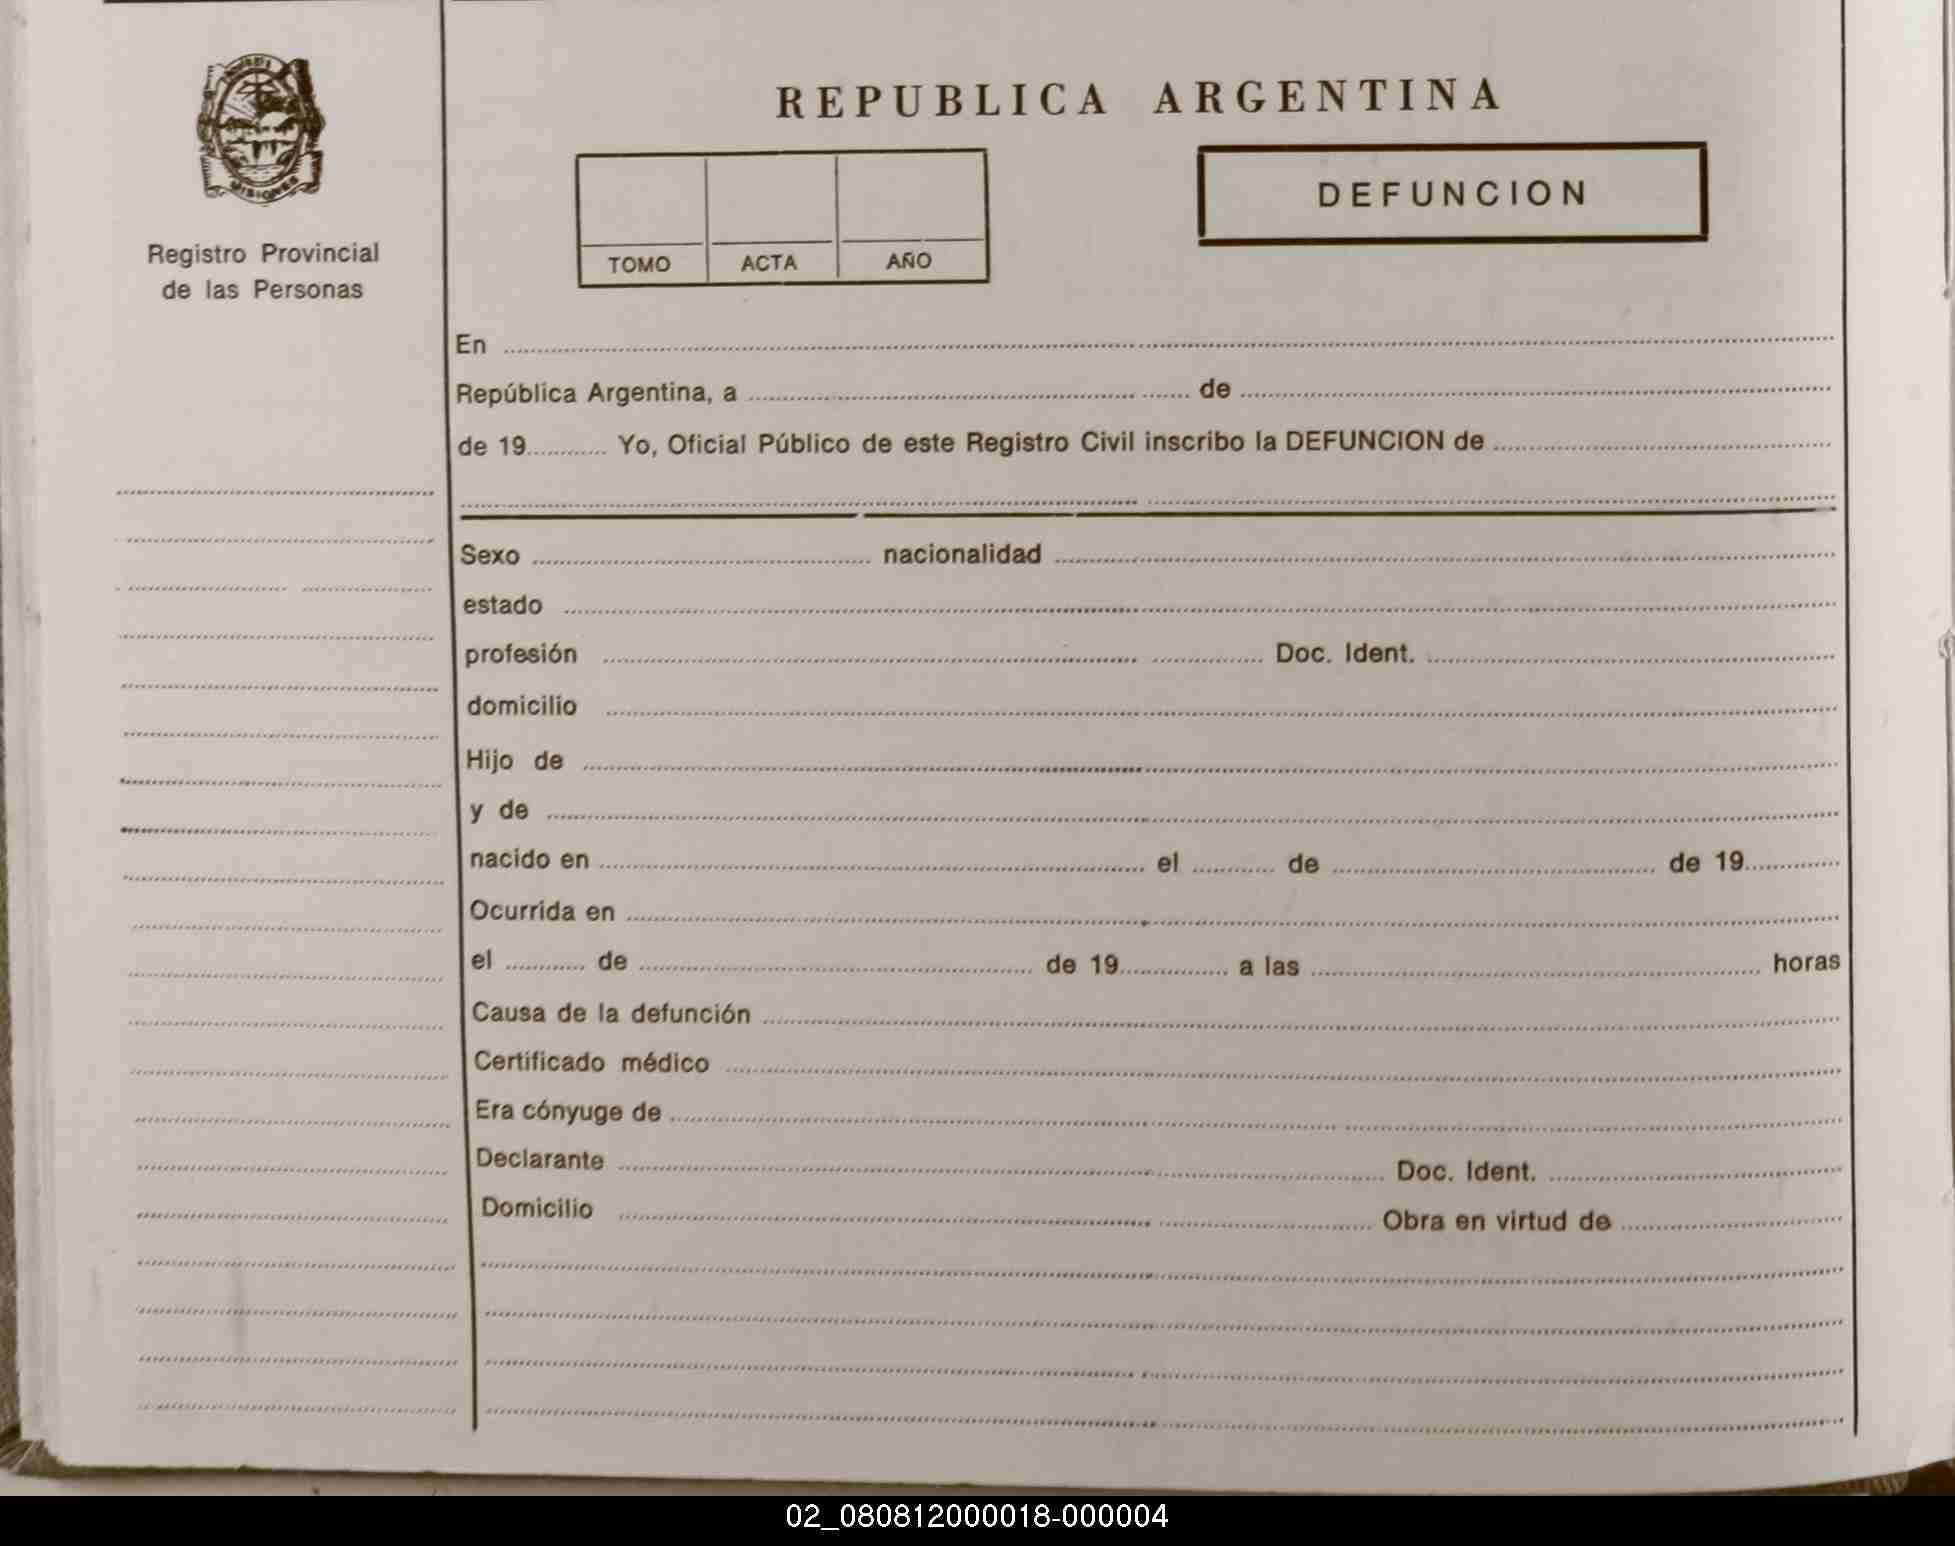 MISIONES
Registro Provincial
de las Personas
REPUBLICA ARGENTINA
DEFUNCION
TOMO ACTA AÑO
En
República Argentina, a de
de 19 Yo, Oficial Público de este Registro Civil inscribo la DEFUNCION de
Sexo nacionalidad
estado
profesión Doc. Ident.
domicilio
Hijo de
y de
nacido en el de de 19
Ocurrida en
el de de 19 a las horas
Causa de la defunción
Certificado médico
Era cónyuge de
Declarante Doc. Ident.
Domicilio Obra en virtud de
02_080812000018-000004